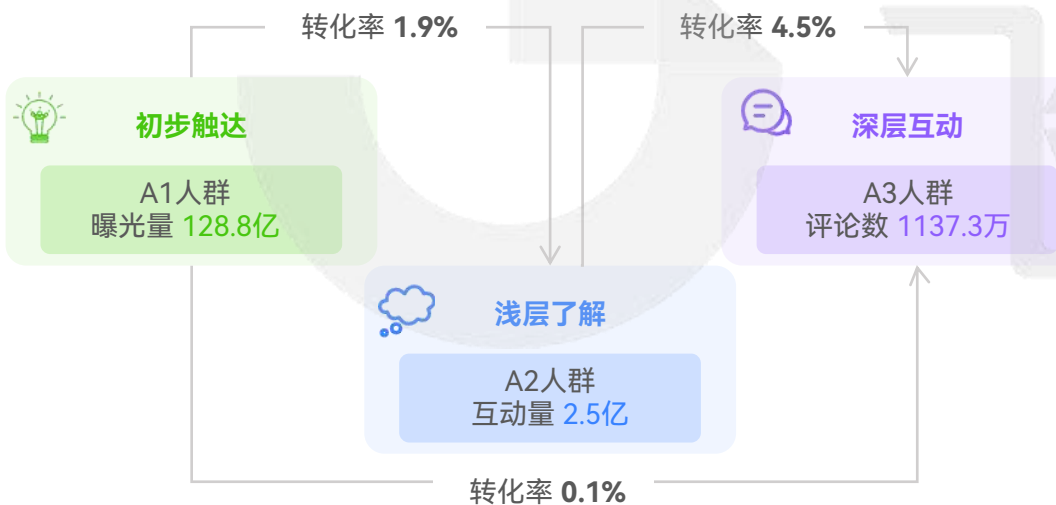 转化率 1.9%
转化率 4.5%
初步触达
A1人群
曝光量 128.8亿
深层互动
A3人群
评论数 1137.3万
浅层了解
A2人群
互动量 2.5亿
转化率 0.1%